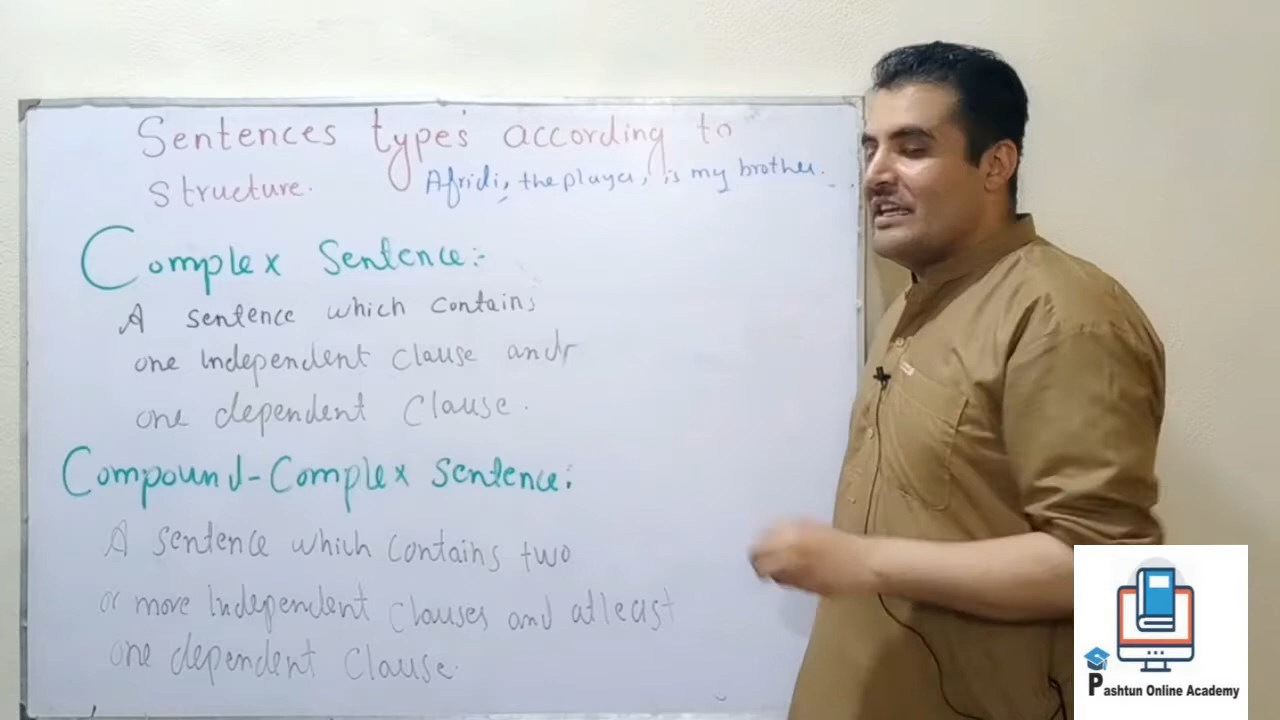 Sentences types according to
structure.
Afridi, the player, is my brother.
Complex Sentence:-
A sentence which contains
one Independent Clause and
one dependent Clause.
Compound-Complex Sentence:
A sentence which contains two
or more Independent Clauses and atleast
one dependent Clause.
Pashtun Online Academy